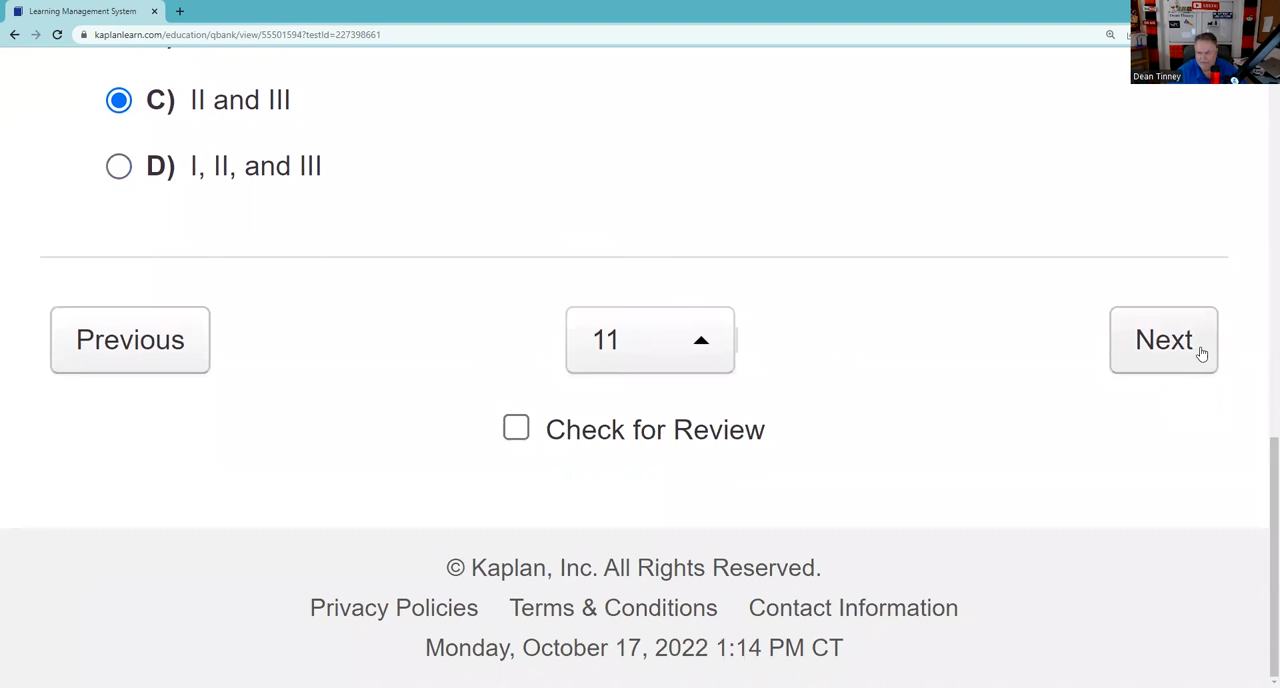 Learning Management System
kaplanlearn.com/education/qbank/view/55501594?testId=227398661
Dean Tinney
C) II and III
D) I, II, and III
Previous
11
Next
Check for Review
© Kaplan, Inc. All Rights Reserved.
Privacy Policies Terms & Conditions Contact Information
Monday, October 17, 2022 1:14 PM CT